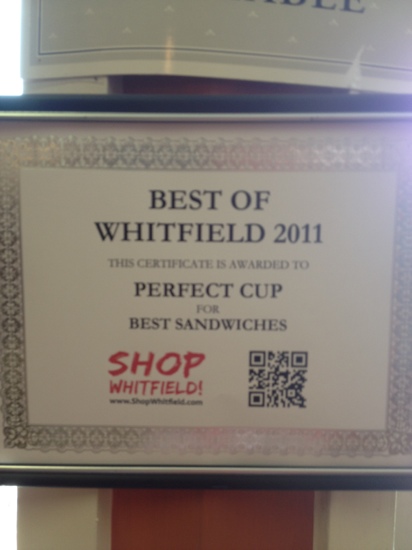 BEST OF
WHITFIELD 2011
THIS CERTIFICATE IS AWARDED TO
PERFECT CUP
FOR
BEST SANDWICHES
SHOP
WHITFIELD!
www.ShopWhitfield.com